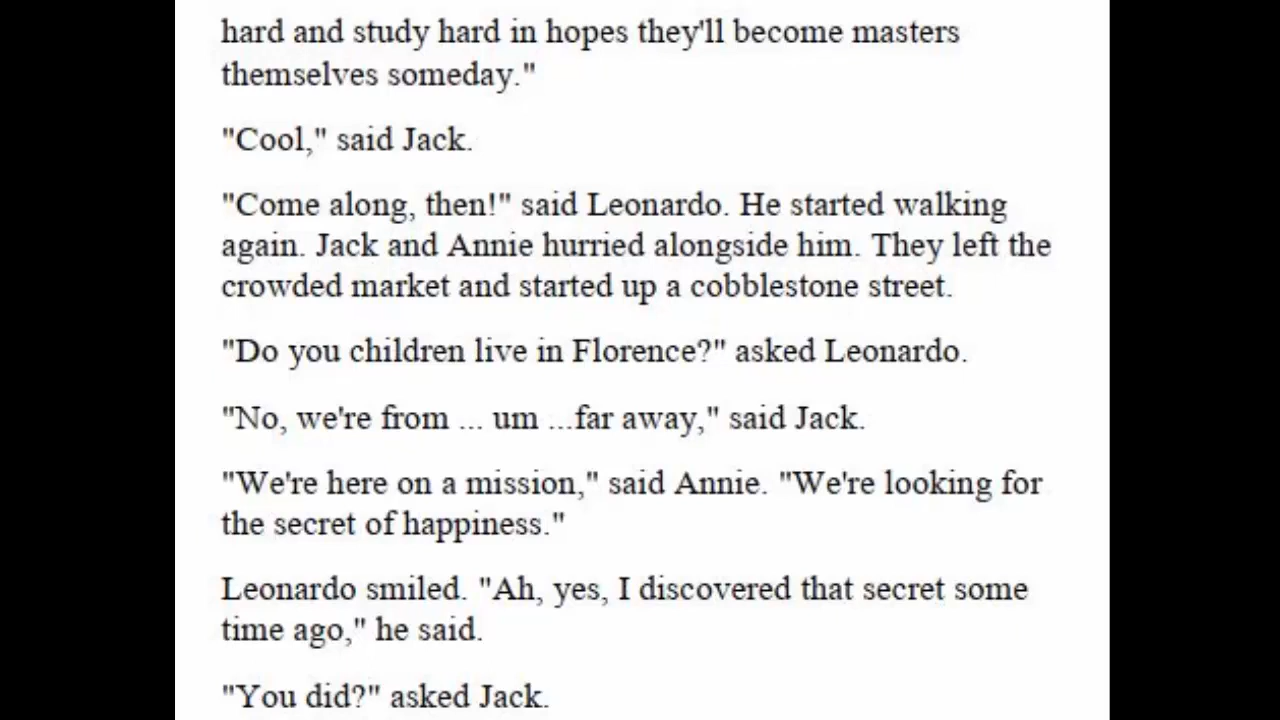 hard and study hard in hopes they'll become masters
themselves someday."
"Cool," said Jack.
"Come along, then!" said Leonardo. He started walking
again. Jack and Annie hurried alongside him. They left the
crowded market and started up a cobblestone street.
"Do you children live in Florence?" asked Leonardo.
"No, we're from ... um ...far away," said Jack.
"We're here on a mission," said Annie. "We're looking for
the secret of happiness."
Leonardo smiled. "Ah, yes, I discovered that secret some
time ago," he said.
"You did?" asked Jack.